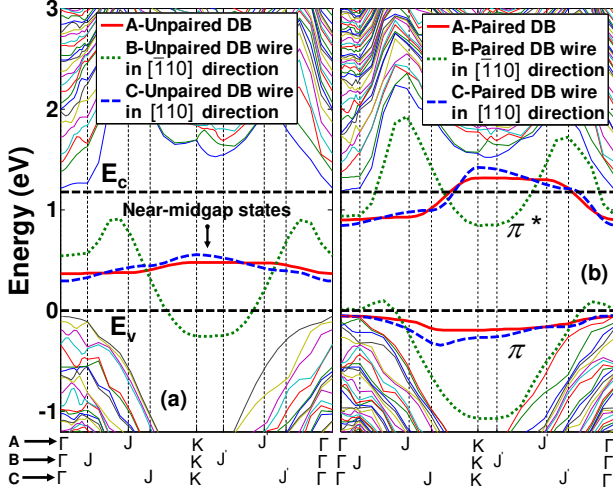 3
2
1
0
-1
Energy (eV)
A-Unpaired DB
B-Unpaired DB wire
in [1̄10] direction
C-Unpaired DB wire
in [110] direction
E_c
Near-midgap states
E_v
(a)
A-Paired DB
B-Paired DB wire
in [1̄10] direction
C-Paired DB wire
in [110] direction
π*
(b)
π
A Γ J K J' Γ Γ J K J' Γ
B Γ J K J' Γ Γ J K J' Γ
C Γ J K J' Γ Γ J K J' Γ